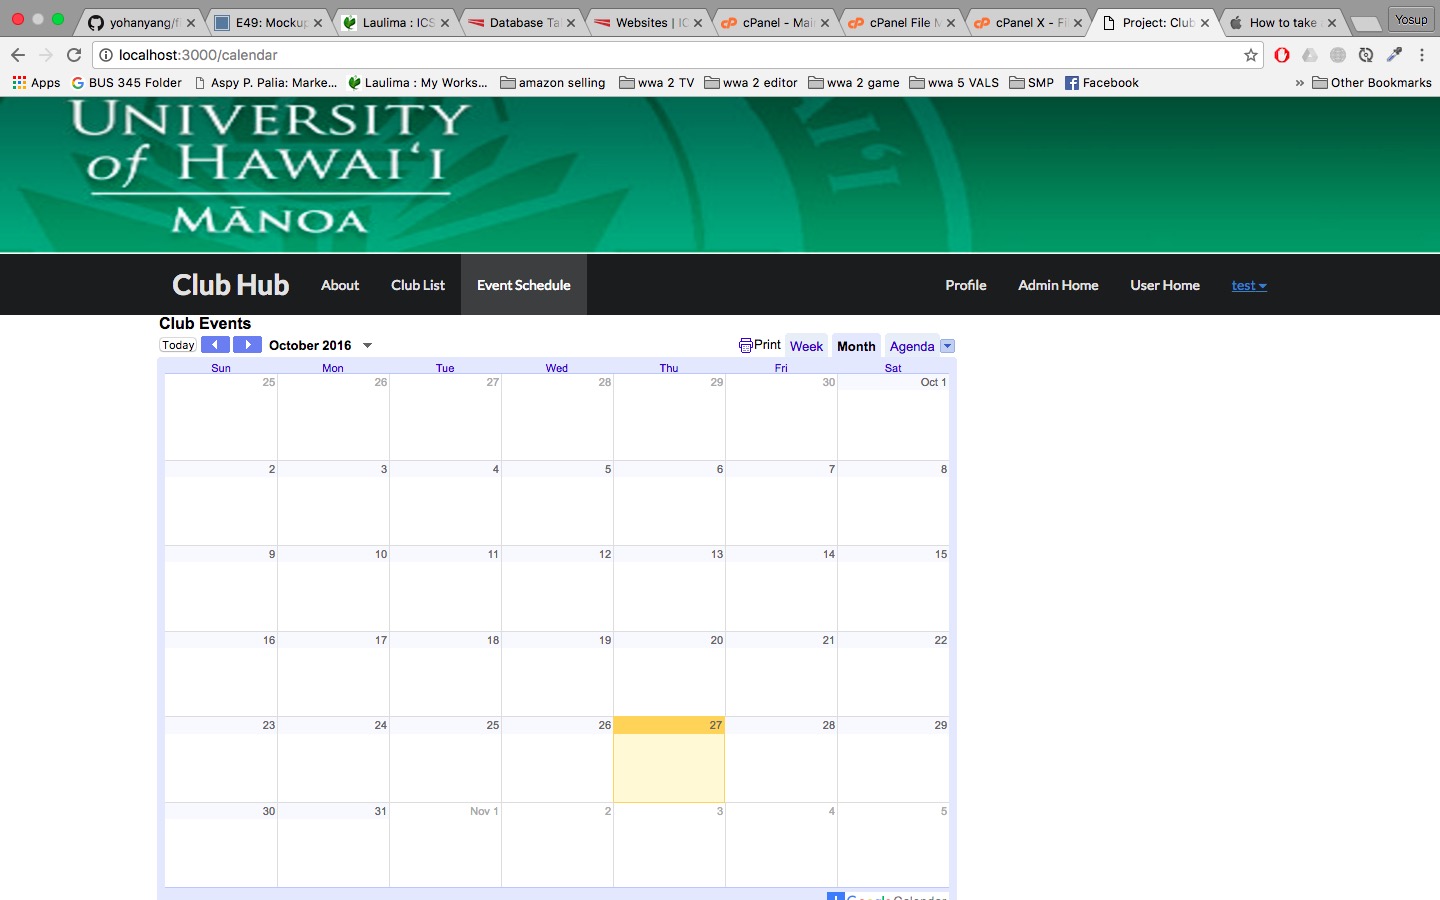 yohanyang/f
E49: Mocku
Laulima : ICS
Database Ta
Websites | IC
cPanel - Mai
cPanel File M
cPanel X - Fi
Project: Club
How to take
Yosup
localhost:3000/calendar
Apps
BUS 345 Folder
Aspy P. Palia: Marke...
Laulima : My Works...
amazon selling
wwa 2 TV
wwa 2 editor
wwa 2 game
wwa 5 VALS
SMP
Facebook
»
Other Bookmarks
UNIVERSITY
of HAWAIʻI
MĀNOA
AIʻI
Club Hub
About
Club List
Event Schedule
Profile
Admin Home
User Home
test
Club Events
Today
October 2016
Print
Week
Month
Agenda
Sun Mon Tue Wed Thu Fri Sat
25 26 27 28 29 30 Oct 1
2 3 4 5 6 7 8
9 10 11 12 13 14 15
16 17 18 19 20 21 22
23 24 25 26 27 28 29
30 31 Nov 1 2 3 4 5
Google Calendar